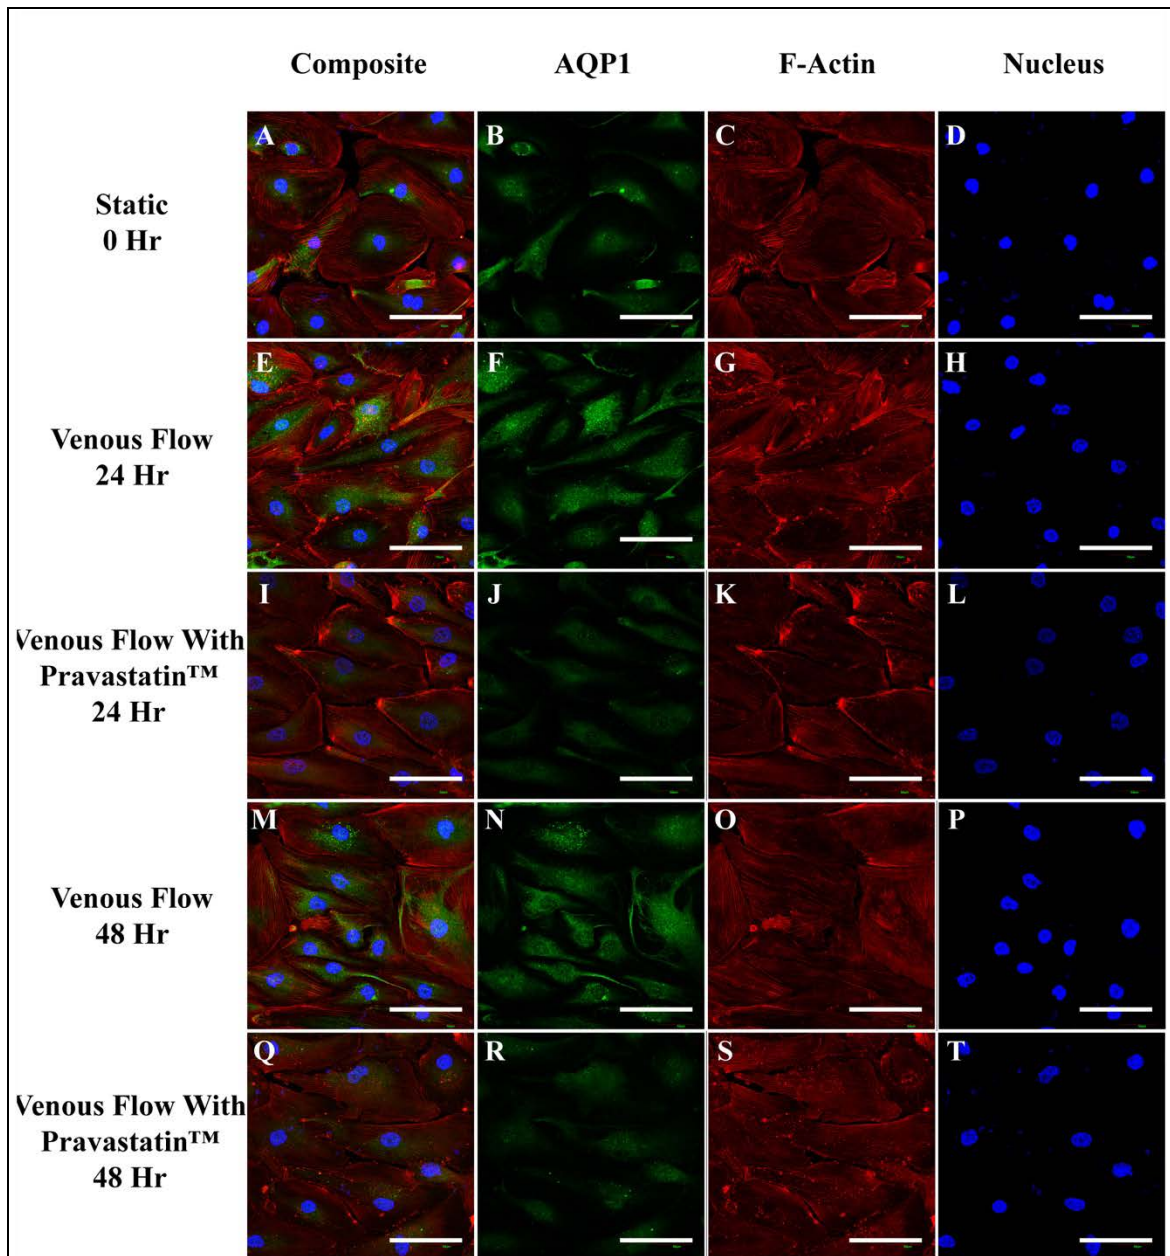 Composite AQP1 F-Actin Nucleus
Static
0 Hr
A B C D
Venous Flow
24 Hr
E F G H
Venous Flow With
Pravastatin™
24 Hr
I J K L
Venous Flow
48 Hr
M N O P
Venous Flow With
Pravastatin™
48 Hr
Q R S T